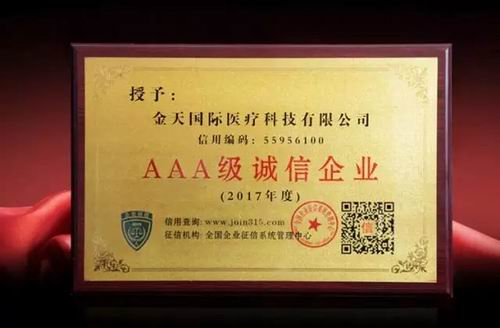 授予：
金天国际医疗科技有限公司
信用编码：55956100
AAA级诚信企业
(2017年度)
信用查询：www.join315.com
征信机构：全国企业征信系统管理中心
信